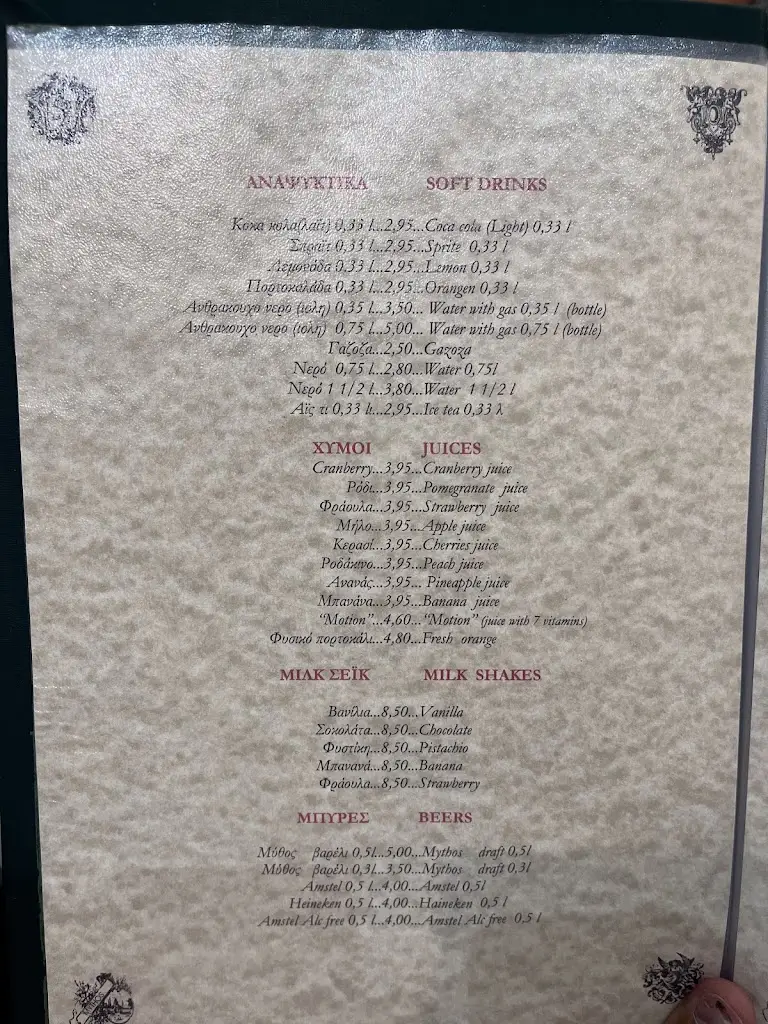 ΑΝΑΨΥΚΤΙΚΑ SOFT DRINKS
Κοκα κολα(λαϊτ) 0,33 l...2,95...Coca cola (Light) 0,33 l
Σπράιτ 0,33 l...2,95...Sprite 0,33 l
Λεμονάδα 0.33 l...2,95...Lemon 0,33 l
Πορτοκαλάδα 0,33 l...2,95...Orangen 0,33 l
Ανθρακουχο νερο (ιολη) 0,35 l...3,50... Water with gas 0,35 l (bottle)
Ανθρακουχο νερο (ιολη) 0,75 l...5,00... Water with gas 0,75 l (bottle)
Γαζοζα...2,50...Gazoza
Νερό 0,75 l...2,80...Water 0,75l
Νερό 1 1/2 l...3,80...Water 1 1/2 l
Αϊς τι 0,33 lι...2,95...Ice tea 0,33 λ
ΧΥΜΟΙ JUICES
Cranberry...3,95...Cranberry juice
Ρόδι...3,95...Pomegranate juice
Φράουλα...3,95...Strawberry juice
Μήλο...3,95...Apple juice
Κερασί...3,95...Cherries juice
Ροδάκινο...3,95...Peach juice
Ανανάς...3,95... Pineapple juice
Μπανάνα...3,95...Banana juice
“Motion”...4,60...“Motion” (juice with 7 vitamins)
Φυσικό πορτοκάλι...4,80...Fresh orange
ΜΙΛΚ ΣΕΪΚ MILK SHAKES
Βανίλια...8,50...Vanilla
Σοκολάτα...8,50...Chocolate
Φυστίκη...8,50...Pistachio
Μπανανά...8,50...Banana
Φράουλα...8,50...Strawberry
ΜΠΥΡΕΣ BEERS
Μύθος βαρέλι 0,5l...5,00...Mythos draft 0,5l
Μύθος βαρέλι 0,3l...3,50...Mythos draft 0,3l
Amstel 0,5 l...4,00...Amstel 0,5l
Heineken 0,5 l...4,00...Haineken 0,5 l
Amstel Alc free 0,5 l...4,00...Amstel Alc free 0,5 l